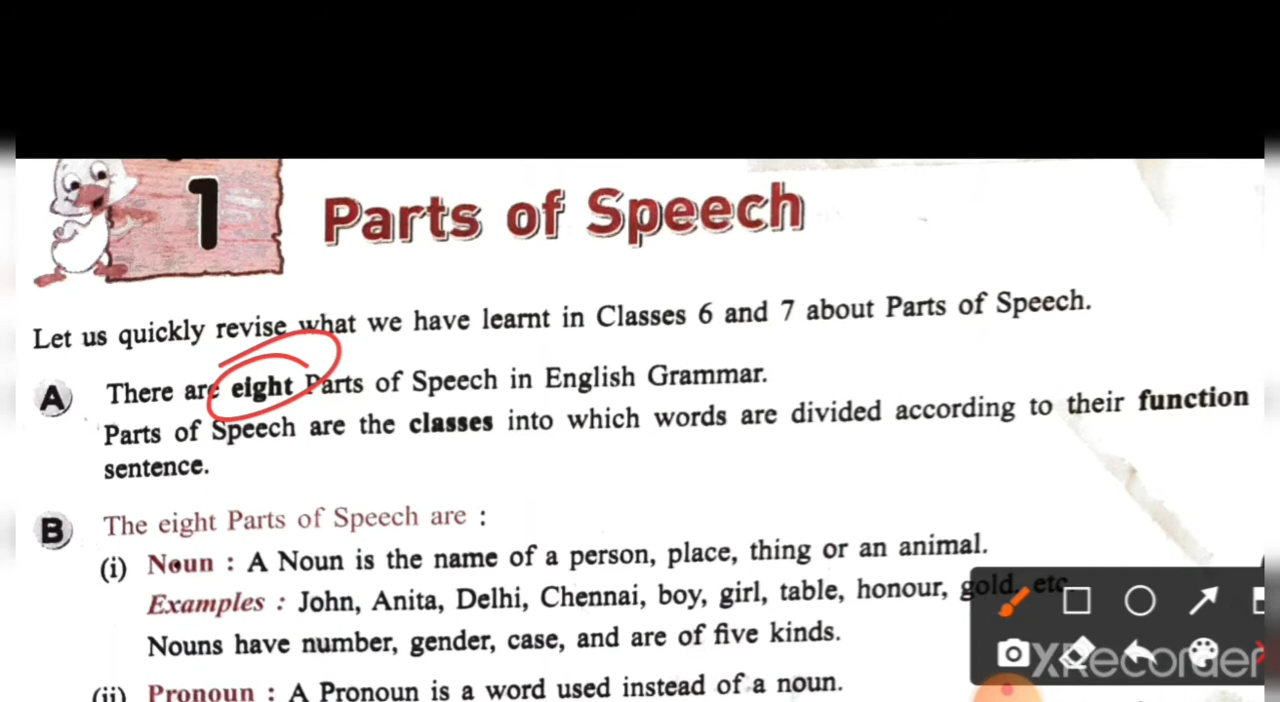 1 Parts of Speech
Let us quickly revise what we have learnt in Classes 6 and 7 about Parts of Speech.
A There are eight Parts of Speech in English Grammar.
Parts of Speech are the classes into which words are divided according to their function
sentence.
B The eight Parts of Speech are :
(i) Noun : A Noun is the name of a person, place, thing or an animal.
Examples : John, Anita, Delhi, Chennai, boy, girl, table, honour, gold, etc
Nouns have number, gender, case, and are of five kinds.
XRecorder
(ii) Pronoun : A Pronoun is a word used instead of a noun.